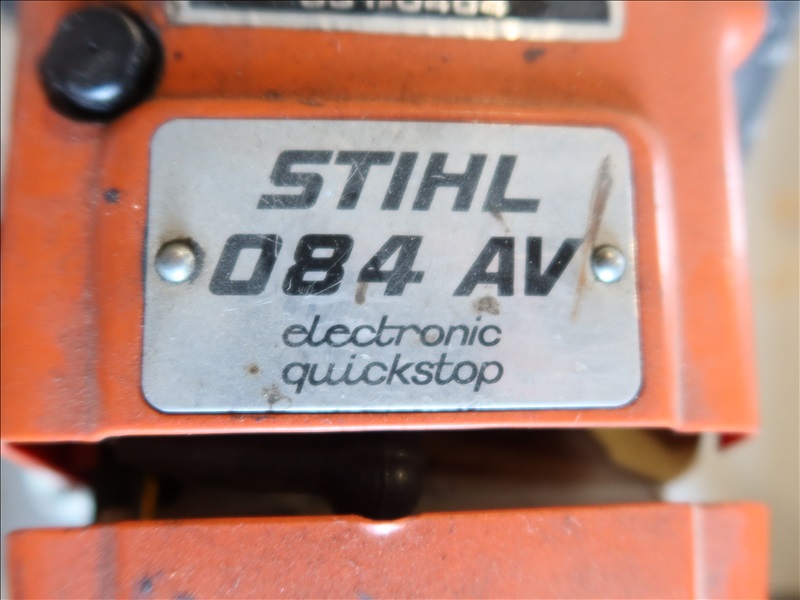 STIHL
084 AV
electronic
quickstop